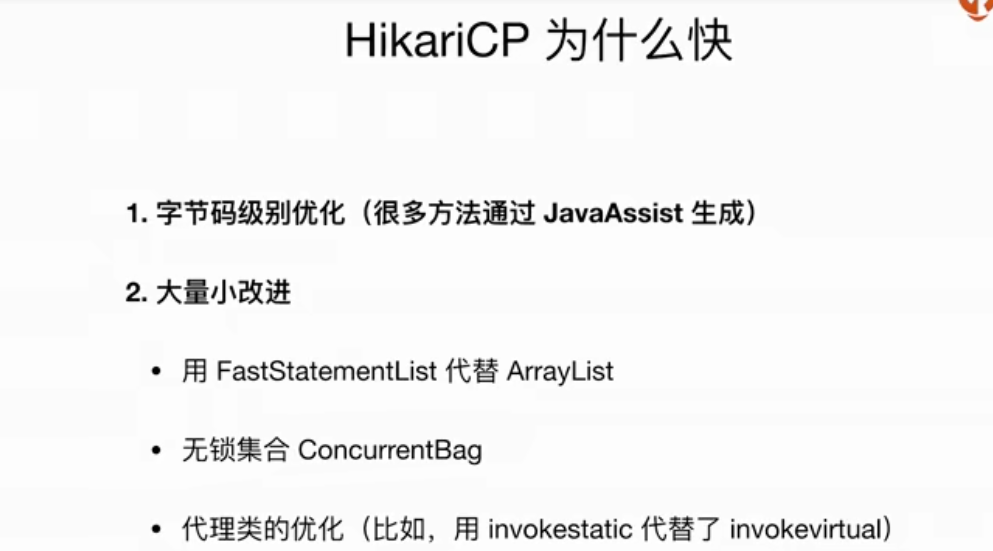 HikariCP 为什么快
1. 字节码级别优化（很多方法通过 JavaAssist 生成）
2. 大量小改进
• 用 FastStatementList 代替 ArrayList
• 无锁集合 ConcurrentBag
• 代理类的优化（比如，用 invokestatic 代替了 invokevirtual）